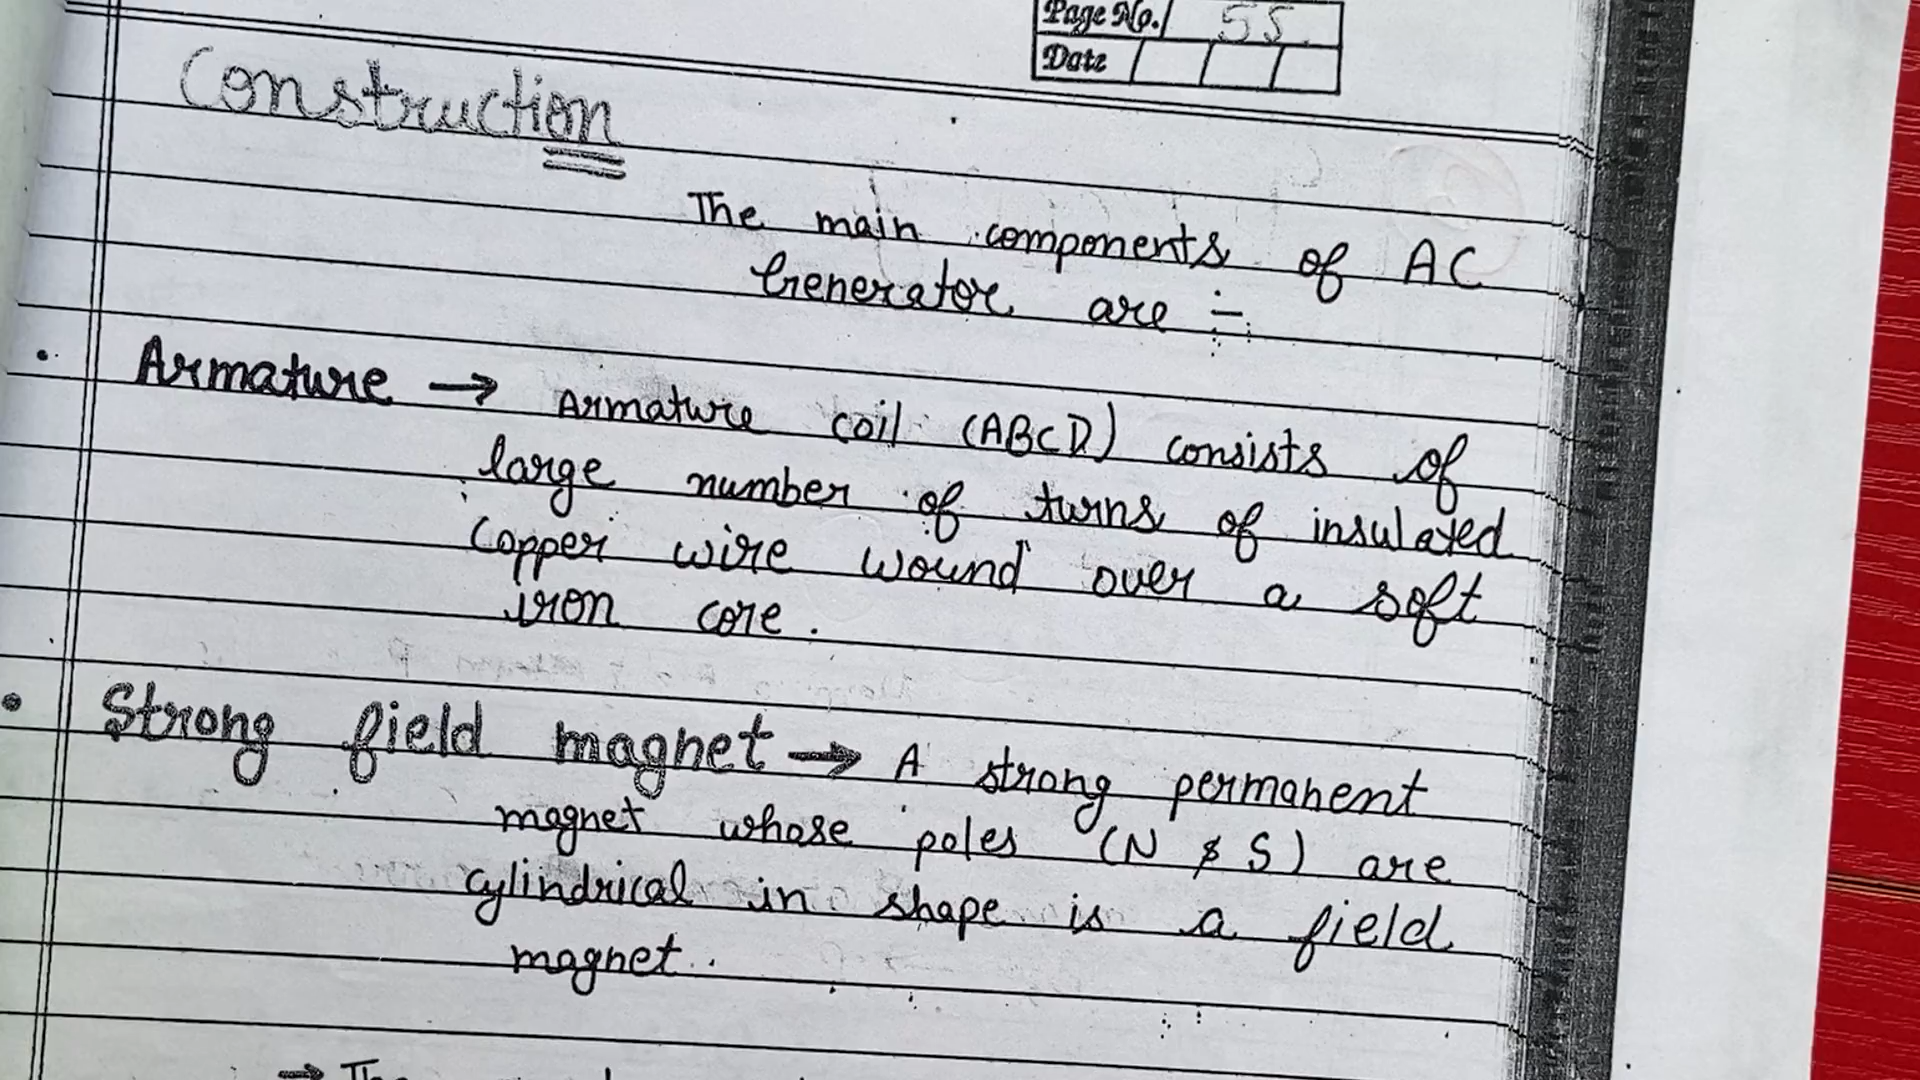 Page No. 55
Date
Construction
The main components of AC
Generator are :-
• Armature → Armature coil (ABCD) consists of
large number of turns of insulated
copper wire wound over a soft
iron core.
• Strong field magnet → A strong permanent
magnet whose poles (N & S) are
cylindrical in shape is a field
magnet.
→ The